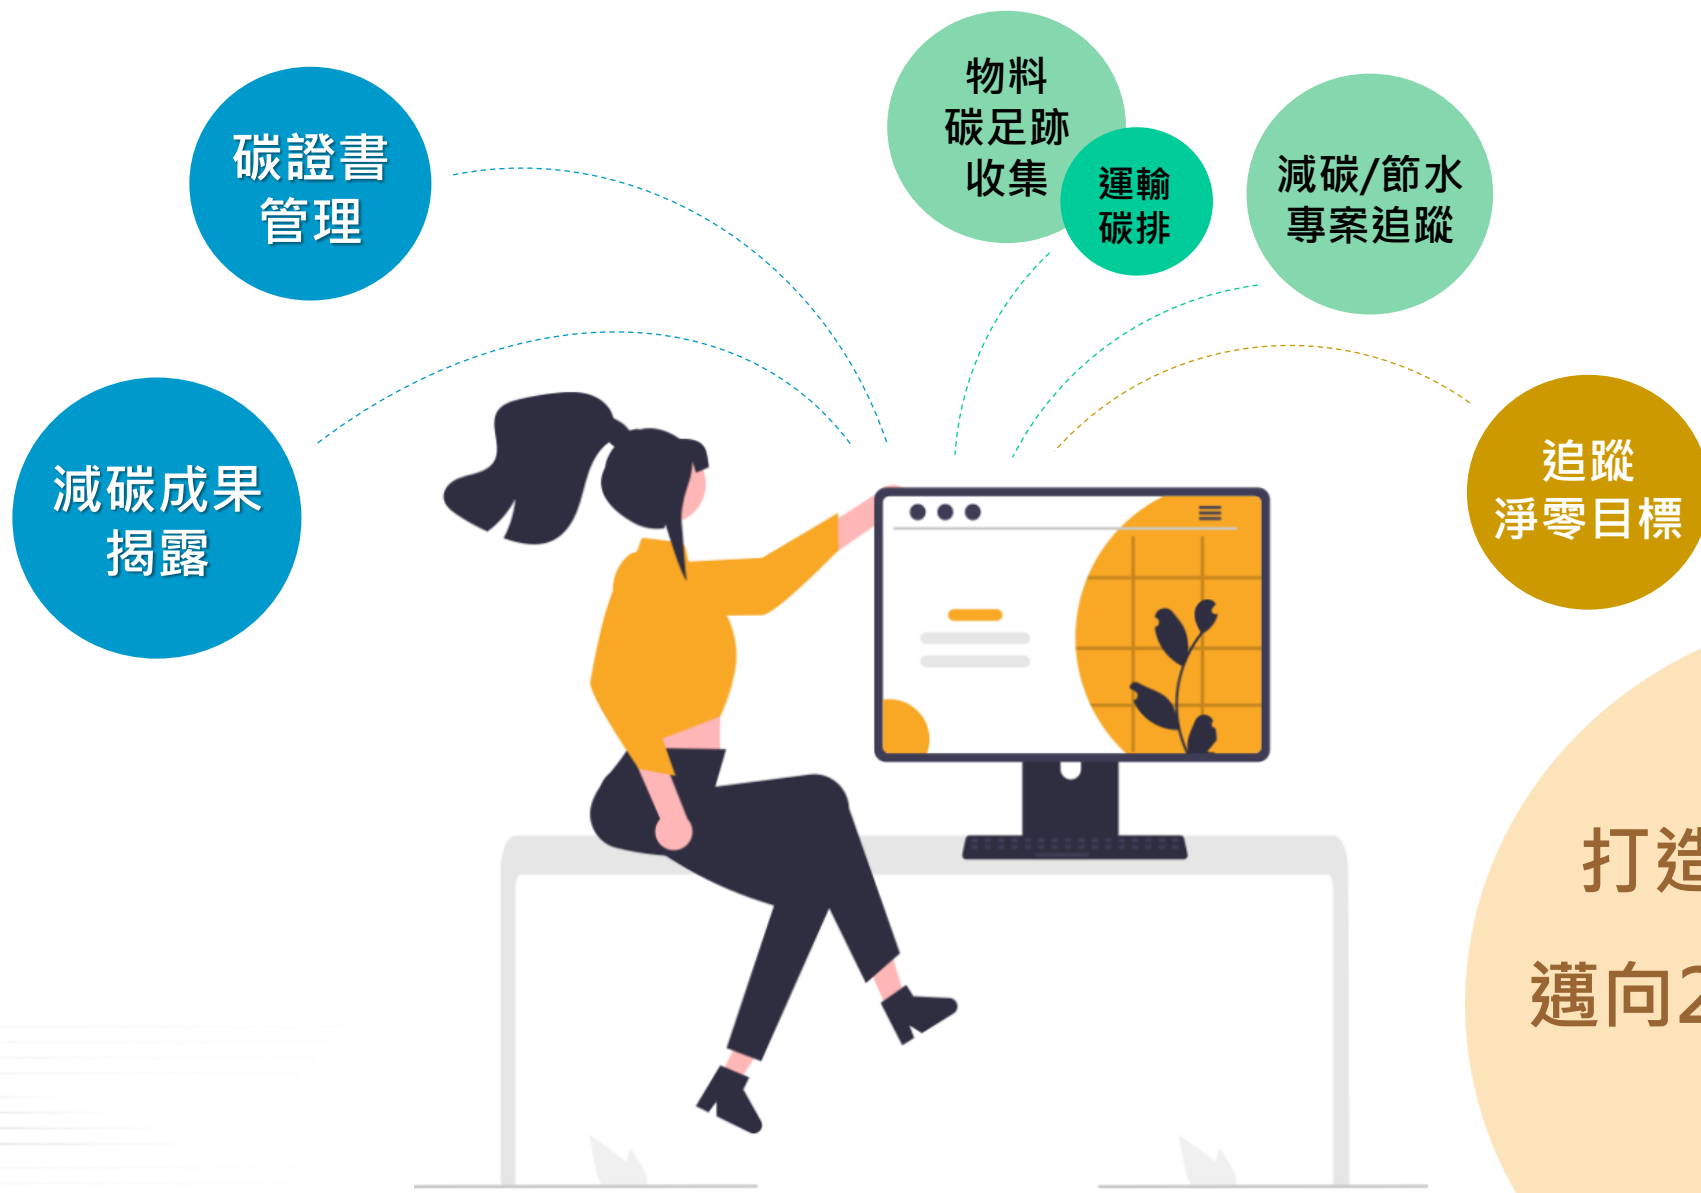 碳證書
管理
物料
碳足跡
收集
運輸
碳排
減碳/節水
專案追蹤
減碳成果
揭露
追蹤
淨零目標
打造
邁向2